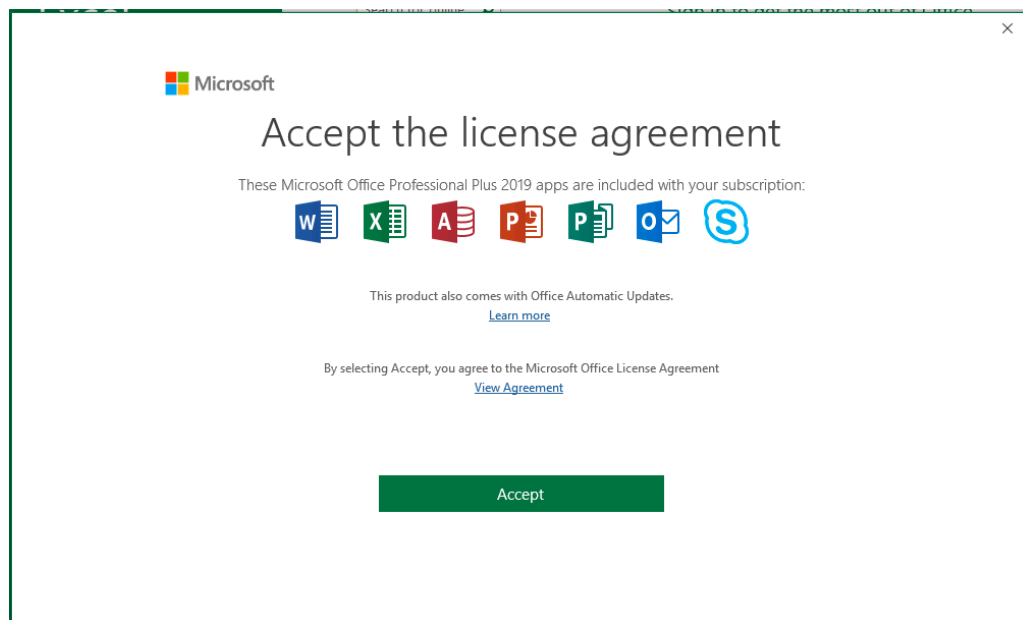 Microsoft
Accept the license agreement
These Microsoft Office Professional Plus 2019 apps are included with your subscription:
W X A P P O S
This product also comes with Office Automatic Updates.
Learn more
By selecting Accept, you agree to the Microsoft Office License Agreement
View Agreement
Accept